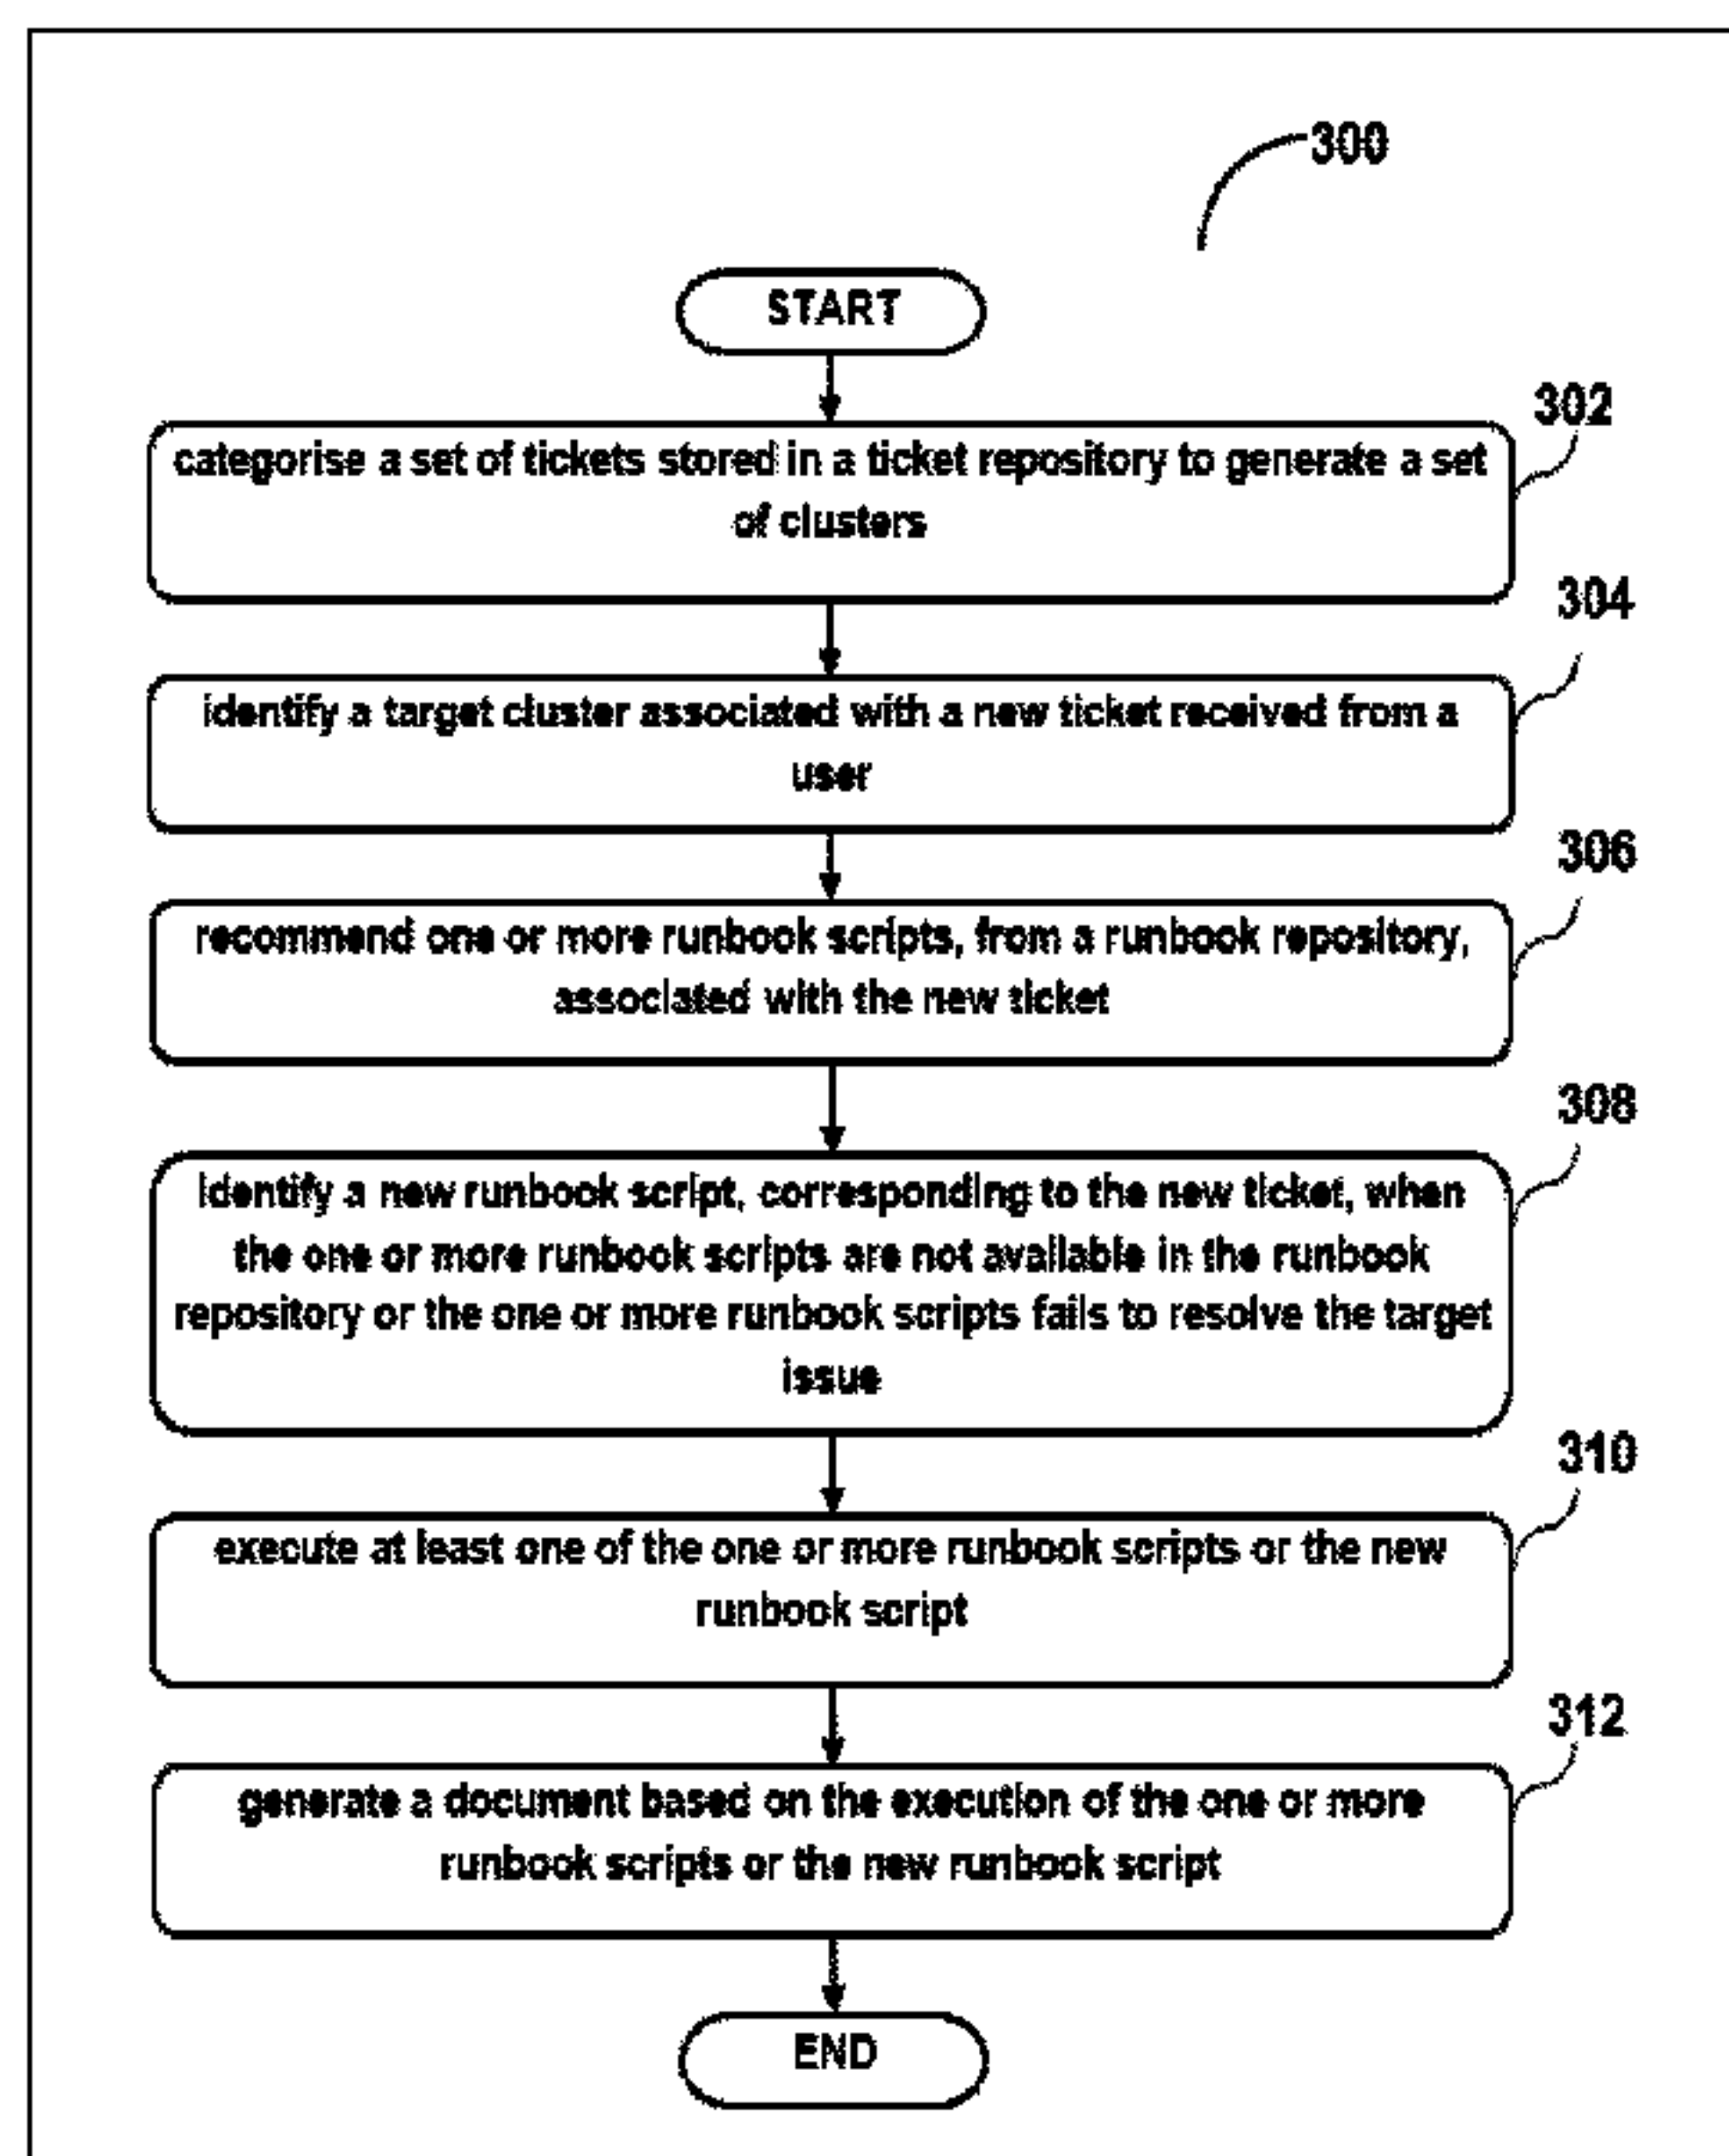 300
START
302
categorise a set of tickets stored in a ticket repository to generate a set
of clusters
304
identify a target cluster associated with a new ticket received from a
user
306
recommend one or more runbook scripts, from a runbook repository,
associated with the new ticket
308
identify a new runbook script, corresponding to the new ticket, when
the one or more runbook scripts are not available in the runbook
repository or the one or more runbook scripts fails to resolve the target
issue
310
execute at least one of the one or more runbook scripts or the new
runbook script
312
generate a document based on the execution of the one or more
runbook scripts or the new runbook script
END